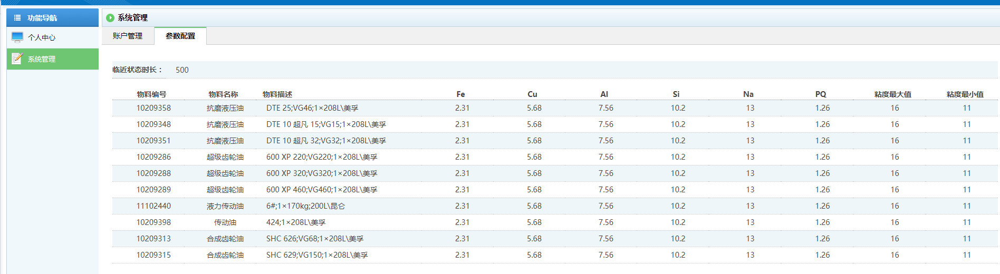 功能导航
系统管理
个人中心
账户管理 参数配置
系统管理
临近状态时长： 500
物料编号 物料名称 物料描述 Fe Cu Al Si Na PQ 粘度最大值 粘度最小值
10209358 抗磨液压油 DTE 25;VG46;1×208L\美孚 2.31 5.68 7.56 10.2 13 1.26 16 11
10209348 抗磨液压油 DTE 10 超凡 15;VG15;1×208L\美孚 2.31 5.68 7.56 10.2 13 1.26 16 11
10209351 抗磨液压油 DTE 10 超凡 32;VG32;1×208L\美孚 2.31 5.68 7.56 10.2 13 1.26 16 11
10209286 超级齿轮油 600 XP 220;VG220;1×208L\美孚 2.31 5.68 7.56 10.2 13 1.26 16 11
10209288 超级齿轮油 600 XP 320;VG320;1×208L\美孚 2.31 5.68 7.56 10.2 13 1.26 16 11
10209289 超级齿轮油 600 XP 460;VG460;1×208L\美孚 2.31 5.68 7.56 10.2 13 1.26 16 11
11102440 液力传动油 6#;1×170kg;200L\昆仑 2.31 5.68 7.56 10.2 13 1.26 16 11
10209398 传动油 424;1×208L\美孚 2.31 5.68 7.56 10.2 13 1.26 16 11
10209313 合成齿轮油 SHC 626;VG68;1×208L\美孚 2.31 5.68 7.56 10.2 13 1.26 16 11
10209315 合成齿轮油 SHC 629;VG150;1×208L\美孚 2.31 5.68 7.56 10.2 13 1.26 16 11